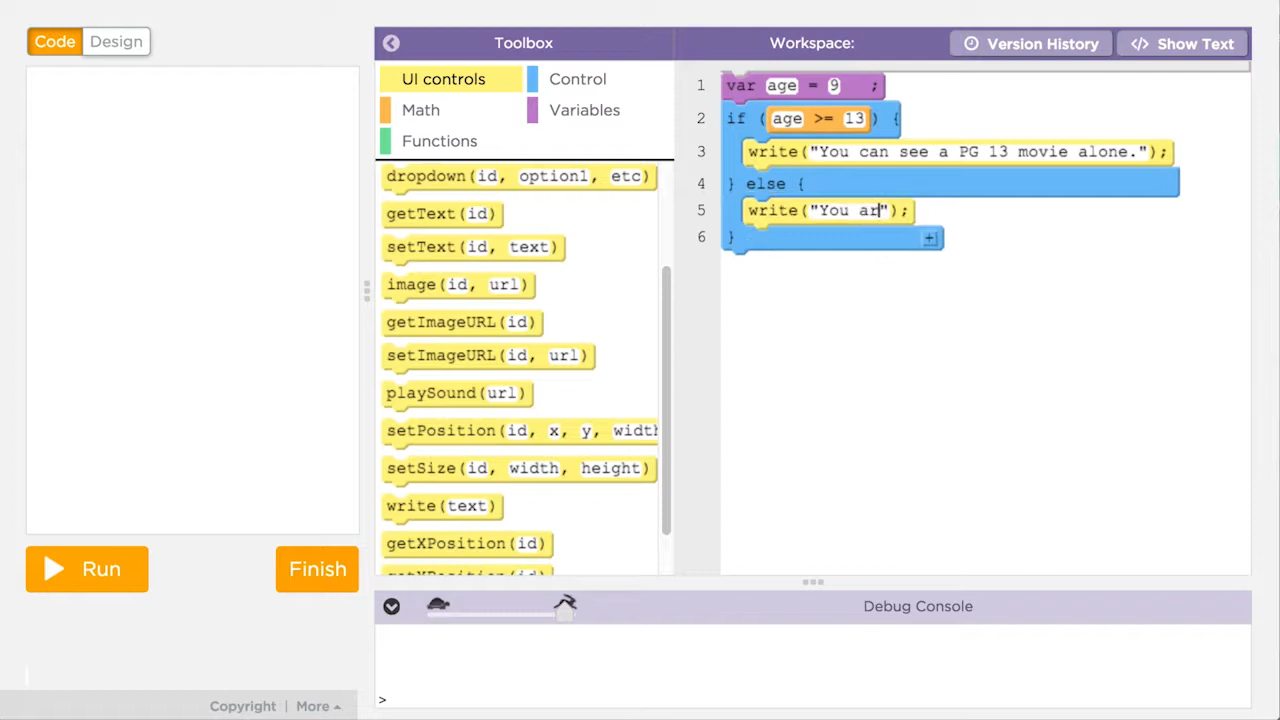 Code Design
Toolbox
Workspace:
Version History
</> Show Text
UI controls
Control
Math
Variables
Functions
dropdown(id, option1, etc)
getText(id)
setText(id, text)
image(id, url)
getImageURL(id)
setImageURL(id, url)
playSound(url)
setPosition(id, x, y, width
setSize(id, width, height)
write(text)
getXPosition(id)
1 var age = 9 ;
2 if (age >= 13) {
3 write("You can see a PG 13 movie alone.");
4 } else {
5 write("You ar");
6 }
Run
Finish
Debug Console
>
Copyright | More